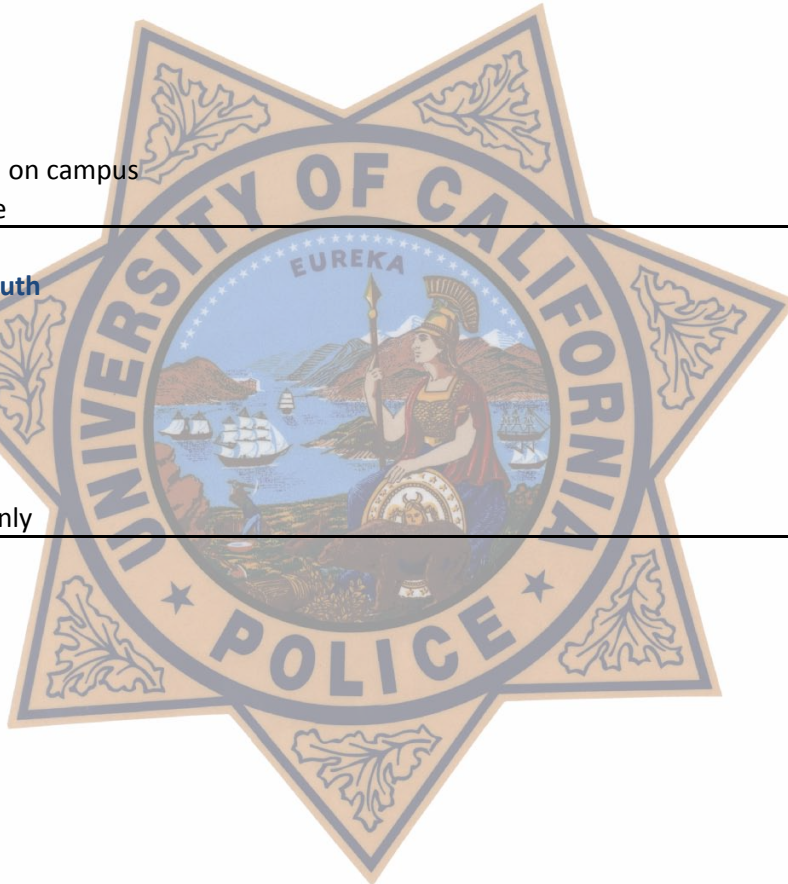 on campus
e
uth
nly
UNIVERSITY OF CALIFORNIA
EUREKA
POLICE